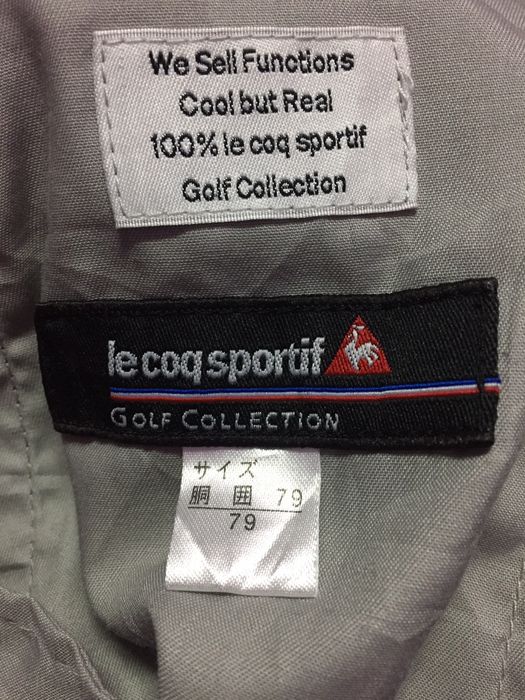 We Sell Functions
Cool but Real
100% le coq sportif
Golf Collection
le coq sportif
GOLF COLLECTION
サイズ
胴 囲 79
79